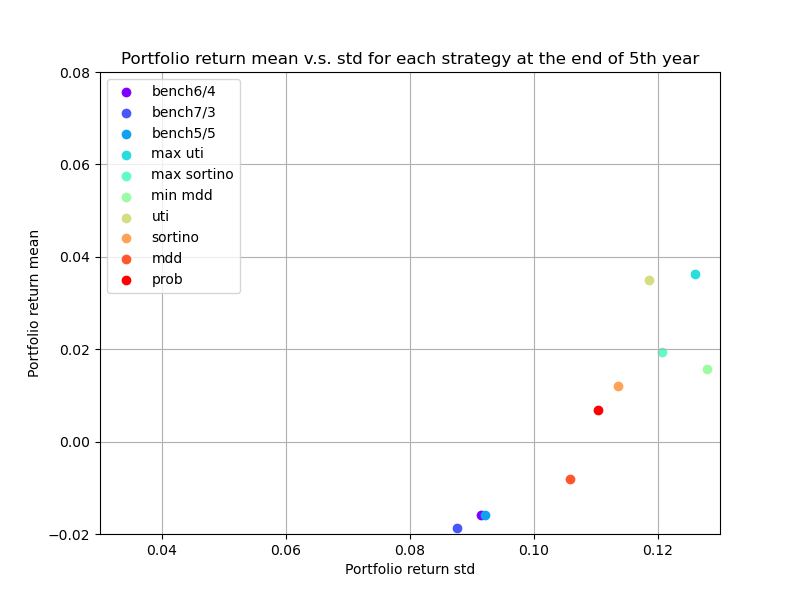 Portfolio return mean v.s. std for each strategy at the end of 5th year
0.08
0.06
0.04
0.02
0.00
−0.02
Portfolio return mean
bench6/4
bench7/3
bench5/5
max uti
max sortino
min mdd
uti
sortino
mdd
prob
0.04 0.06 0.08 0.10 0.12
Portfolio return std